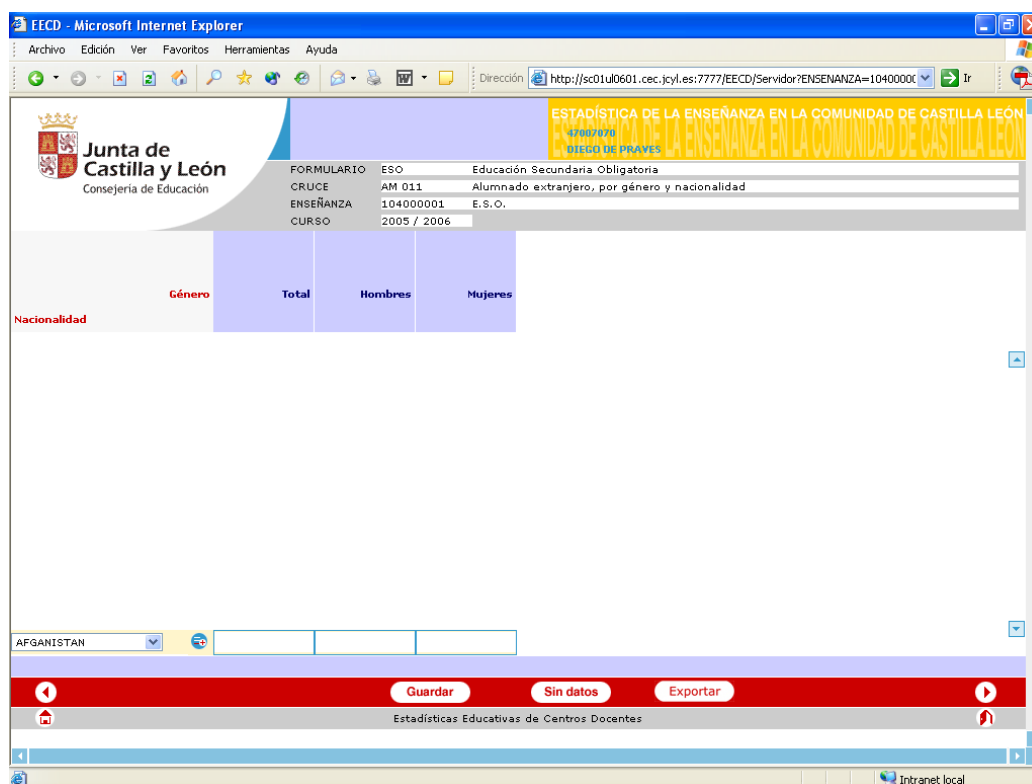 EECD - Microsoft Internet Explorer
Archivo Edición Ver Favoritos Herramientas Ayuda
Dirección http://sc01ul0601.cec.jcyl.es:7777/EECD/Servidor?ENSENANZA=1040000 Ir
ESTADÍSTICA DE LA ENSEÑANZA EN LA COMUNIDAD DE CASTILLA LEÓN
47007070
DIEGO DE PRAVES
Junta de
Castilla y León
Consejería de Educación
FORMULARIO ESO Educación Secundaria Obligatoria
CRUCE AM 011 Alumnado extranjero, por género y nacionalidad
ENSEÑANZA 104000001 E.S.O.
CURSO 2005 / 2006
Género Total Hombres Mujeres
Nacionalidad
AFGANISTAN
Guardar Sin datos Exportar
Estadísticas Educativas de Centros Docentes
Intranet local